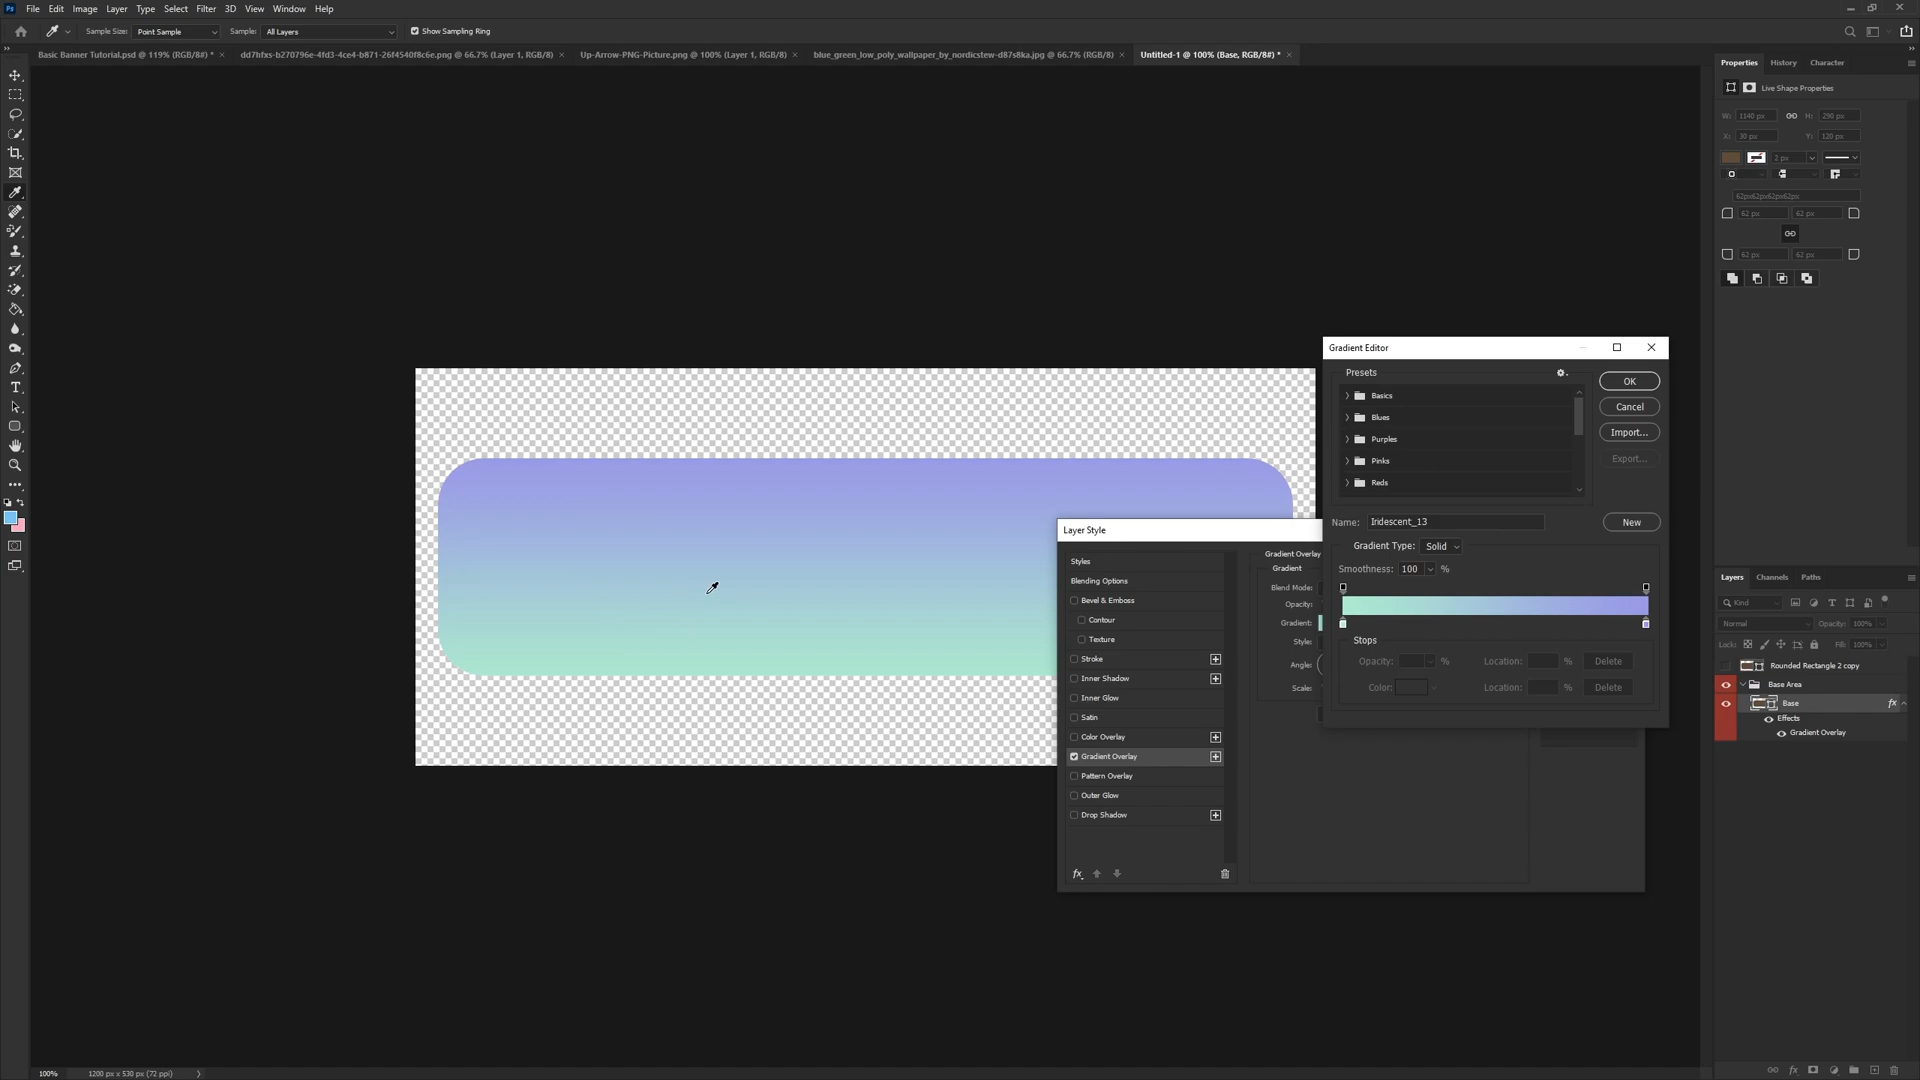 Ps File Edit Image Layer Type Select Filter 3D View Window Help
Sample Size: Point Sample Sample: All Layers Show Sampling Ring
Basic Banner Tutorial.psd @ 119% (RGB/8#) * dd7hfxs-b270796e-4fd3-4ce4-b871-26f4540f8c6e.png @ 66.7% (Layer 1, RGB/8) Up-Arrow-PNG-Picture.png @ 100% (Layer 1, RGB/8) blue_green_low_poly_wallpaper_by_nordicstew-d87s8ka.jpg @ 66.7% (RGB/8) Untitled-1 @ 100% (Base, RGB/8#) *
Properties History Character
Live Shape Properties
W: 1140 px H: 290 px
X: 30 px Y: 120 px
2 px
62px62px62px62px
62 px 62 px
62 px 62 px
Gradient Editor
Presets
Basics
Blues
Purples
Pinks
Reds
OK
Cancel
Import...
Export...
Name: Iridescent_13
New
Gradient Type: Solid
Smoothness: 100 %
Stops
Opacity: % Location: % Delete
Color: Location: % Delete
Layer Style
Styles
Blending Options
Bevel & Emboss
Contour
Texture
Stroke
Inner Shadow
Inner Glow
Satin
Color Overlay
Gradient Overlay
Pattern Overlay
Outer Glow
Drop Shadow
fx
Gradient Overlay
Gradient
Blend Mode:
Opacity:
Gradient:
Style:
Angle:
Scale:
Layers Channels Paths
Kind
Normal Opacity: 100%
Lock: Fill: 100%
Rounded Rectangle 2 copy
Base Area
Base fx
Effects
Gradient Overlay
fx
100% 1200 px x 530 px (72 ppi)